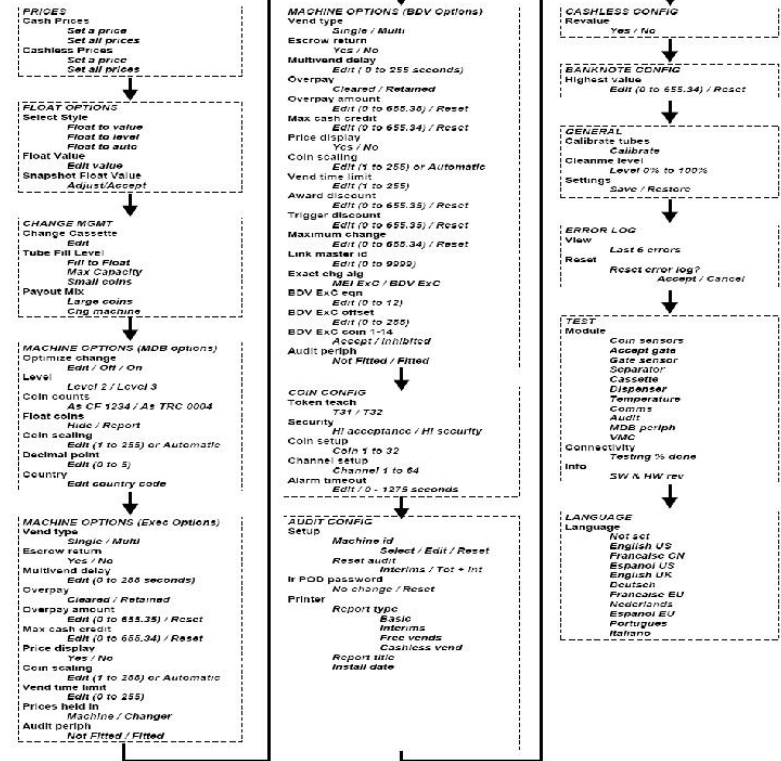 PRICES
Cash Prices
Set a price
Set all prices
Cashless Prices
Set a price
Set all prices
FLOAT OPTIONS
Select Style
Float to value
Float to level
Float to auto
Float Value
Edit value
Snapshot Float Value
Adjust/Accept
CHANGE MGMT
Change Cassette
Edit
Tube Fill Level
Fill to Float
Max Capacity
Small coins
Payout Mix
Large coins
Chg machine
MACHINE OPTIONS (MDB options)
Optimize change
Edit / Off / On
Level
Level 2 / Level 3
Coin counts
As CF 1234 / As TRC 0004
Float coins
Hide / Report
Coin scaling
Edit (1 to 255) or Automatic
Decimal point
Edit (0 to 5)
Country
Edit country code
MACHINE OPTIONS (Exec Options)
Vend type
Single / Multi
Escrow return
Yes / No
Multivend delay
Edit (0 to 255 seconds)
Overpay
Cleared / Retained
Overpay amount
Edit (0 to 655.35) / Reset
Max cash credit
Edit (0 to 655.34) / Reset
Price display
Yes / No
Coin scaling
Edit (1 to 255) or Automatic
Vend time limit
Edit (0 to 255)
Prices held in
Machine / Changer
Audit periph
Not Fitted / Fitted
MACHINE OPTIONS (BDV Options)
Vend type
Single / Multi
Escrow return
Yes / No
Multivend delay
Edit ( 0 to 255 seconds)
Overpay
Cleared / Retained
Overpay amount
Edit (0 to 655.35) / Reset
Max cash credit
Edit (0 to 655.34) / Reset
Price display
Yes / No
Coin scaling
Edit (1 to 255) or Automatic
Vend time limit
Edit (1 to 255)
Award discount
Edit (0 to 655.35) / Reset
Trigger discount
Edit (0 to 655.35) / Reset
Maximum change
Edit (0 to 655.34) / Reset
Link master id
Edit (0 to 9999)
Exact chg alg
MEI ExC / BDV ExC
BDV ExC eqn
Edit (0 to 12)
BDV ExC offset
Edit (0 to 255)
BDV ExC coin 1-14
Accept / Inhibited
Audit periph
Not Fitted / Fitted
COIN CONFIG
Token teach
T31 / T32
Security
Hi acceptance / Hi security
Coin setup
Coin 1 to 32
Channel setup
Channel 1 to 64
Alarm timeout
Edit / 0 - 1275 seconds
AUDIT CONFIG
Setup
Machine id
Select / Edit / Reset
Reset audit
Interims / Tot + Int
Ir POD password
No change / Reset
Printer
Report type
Basic
Interims
Free vends
Cashless vend
Report title
Install date
CASHLESS CONFIG
Revalue
Yes / No
BANKNOTE CONFIG
Highest value
Edit (0 to 655.34) / Reset
GENERAL
Calibrate tubes
Calibrate
Cleanme level
Level 0% to 100%
Settings
Save / Restore
ERROR LOG
View
Last 6 errors
Reset
Reset error log?
Accept / Cancel
TEST
Module
Coin sensors
Accept gate
Gate sensor
Separator
Cassette
Dispenser
Temperature
Comms
Audit
MDB periph
VMC
Connectivity
Testing % done
Info
SW & HW rev
LANGUAGE
Language
Not set
English US
Francaise CN
Espanol US
English UK
Deutsch
Francaise EU
Nederlands
Espanol EU
Portugues
Italiano